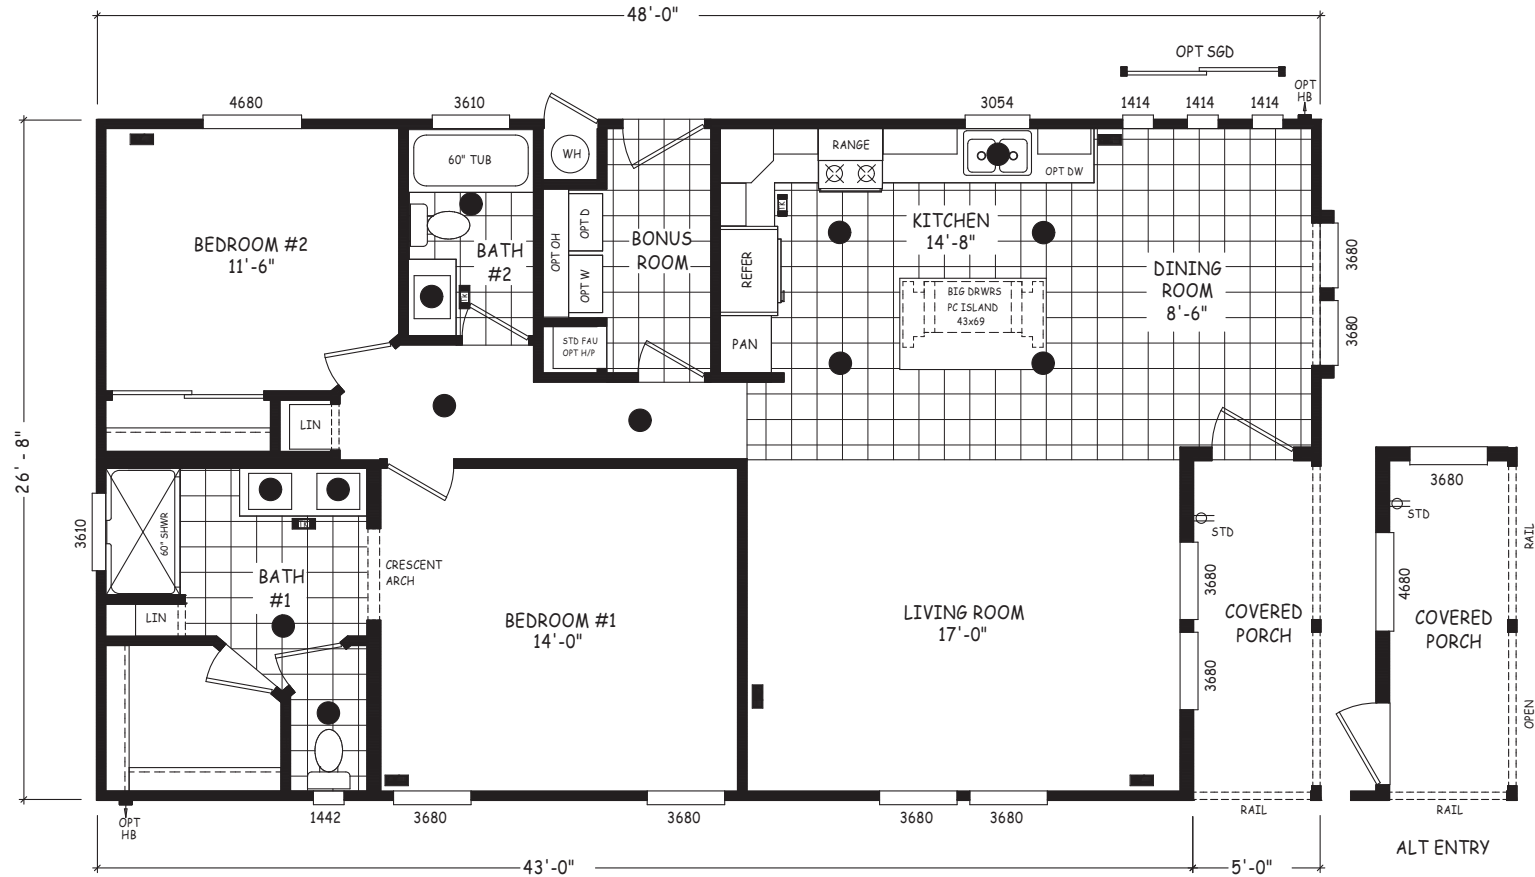 48'-0"
OPT SGD
OPT
HB
4680
3610
3054
1414
1414
1414
WH
60" TUB
RANGE
OPT DW
BEDROOM #2
11'-6"
BATH
#2
OPT OH
OPT D
OPT W
BONUS
ROOM
KITCHEN
14'-8"
REFER
DINING
ROOM
8'-6"
3680
3680
BIG DRWRS
PC ISLAND
43x69
STD FAU
OPT H/P
PAN
LIN
26'-8"
3610
60" SHWR
BATH
#1
CRESCENT
ARCH
LIN
BEDROOM #1
14'-0"
LIVING ROOM
17'-0"
STD
3680
3680
COVERED
PORCH
3680
STD
4680
COVERED
PORCH
RAIL
OPEN
OPT
HB
1442
3680
3680
3680
3680
RAIL
RAIL
ALT ENTRY
43'-0"
5'-0"